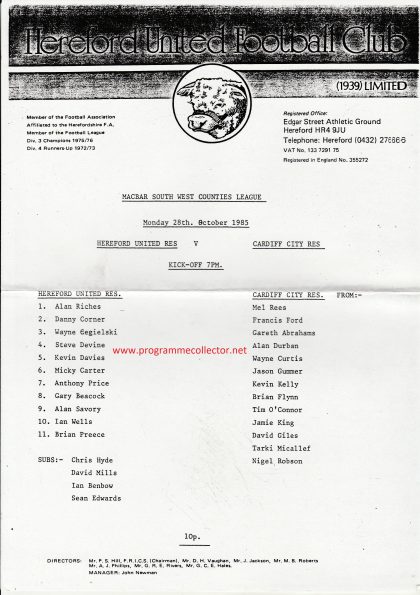 Hereford United Football Club
(1939) LIMITED
Member of the Football Association
Affiliated to the Herefordshire F.A.
Member of the Football League
Div. 3 Champions 1975/76
Div. 4 Runners-Up 1972/73
Registered Office:
Edgar Street Athletic Ground
Hereford HR4 9JU
Telephone: Hereford (0432) 276666
VAT No. 133 7291 75
Registered in England No. 355272
MACBAR SOUTH WEST COUNTIES LEAGUE
Monday 28th. October 1985
HEREFORD UNITED RES V CARDIFF CITY RES
KICK-OFF 7PM.
HEREFORD UNITED RES.
1. Alan Riches
2. Danny Corner
3. Wayne Cegielski
4. Steve Devine
5. Kevin Davies
6. Micky Carter
7. Anthony Price
8. Gary Beacock
9. Alan Savory
10. Ian Wells
11. Brian Preece
SUBS:- Chris Hyde
David Mills
Ian Benbow
Sean Edwards
CARDIFF CITY RES. FROM:-
Mel Rees
Francis Ford
Gareth Abrahams
Alan Durban
Wayne Curtis
Jason Gummer
Kevin Kelly
Brian Flynn
Tim O'Connor
Jamie King
David Giles
Tarki Micallef
Nigel Robson
www.programmecollector.net
10p.
DIRECTORS: Mr. F. S. Hill, F.R.I.C.S. (Chairman), Mr. D. H. Vaughan, Mr. J. Jackson, Mr. M. B. Roberts
Mr. A. J. Phillips, Mr. G. R. E. Rivers, Mr. G. C. E. Hales.
MANAGER: John Newman